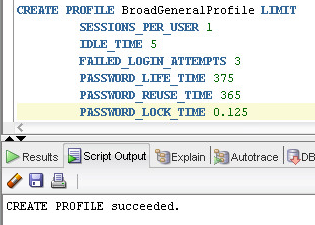 CREATE PROFILE BroadGeneralProfile LIMIT
SESSIONS_PER_USER 1
IDLE_TIME 5
FAILED_LOGIN_ATTEMPTS 3
PASSWORD_LIFE_TIME 375
PASSWORD_REUSE_TIME 365
PASSWORD_LOCK_TIME 0.125
Results Script Output Explain Autotrace DB
CREATE PROFILE succeeded.